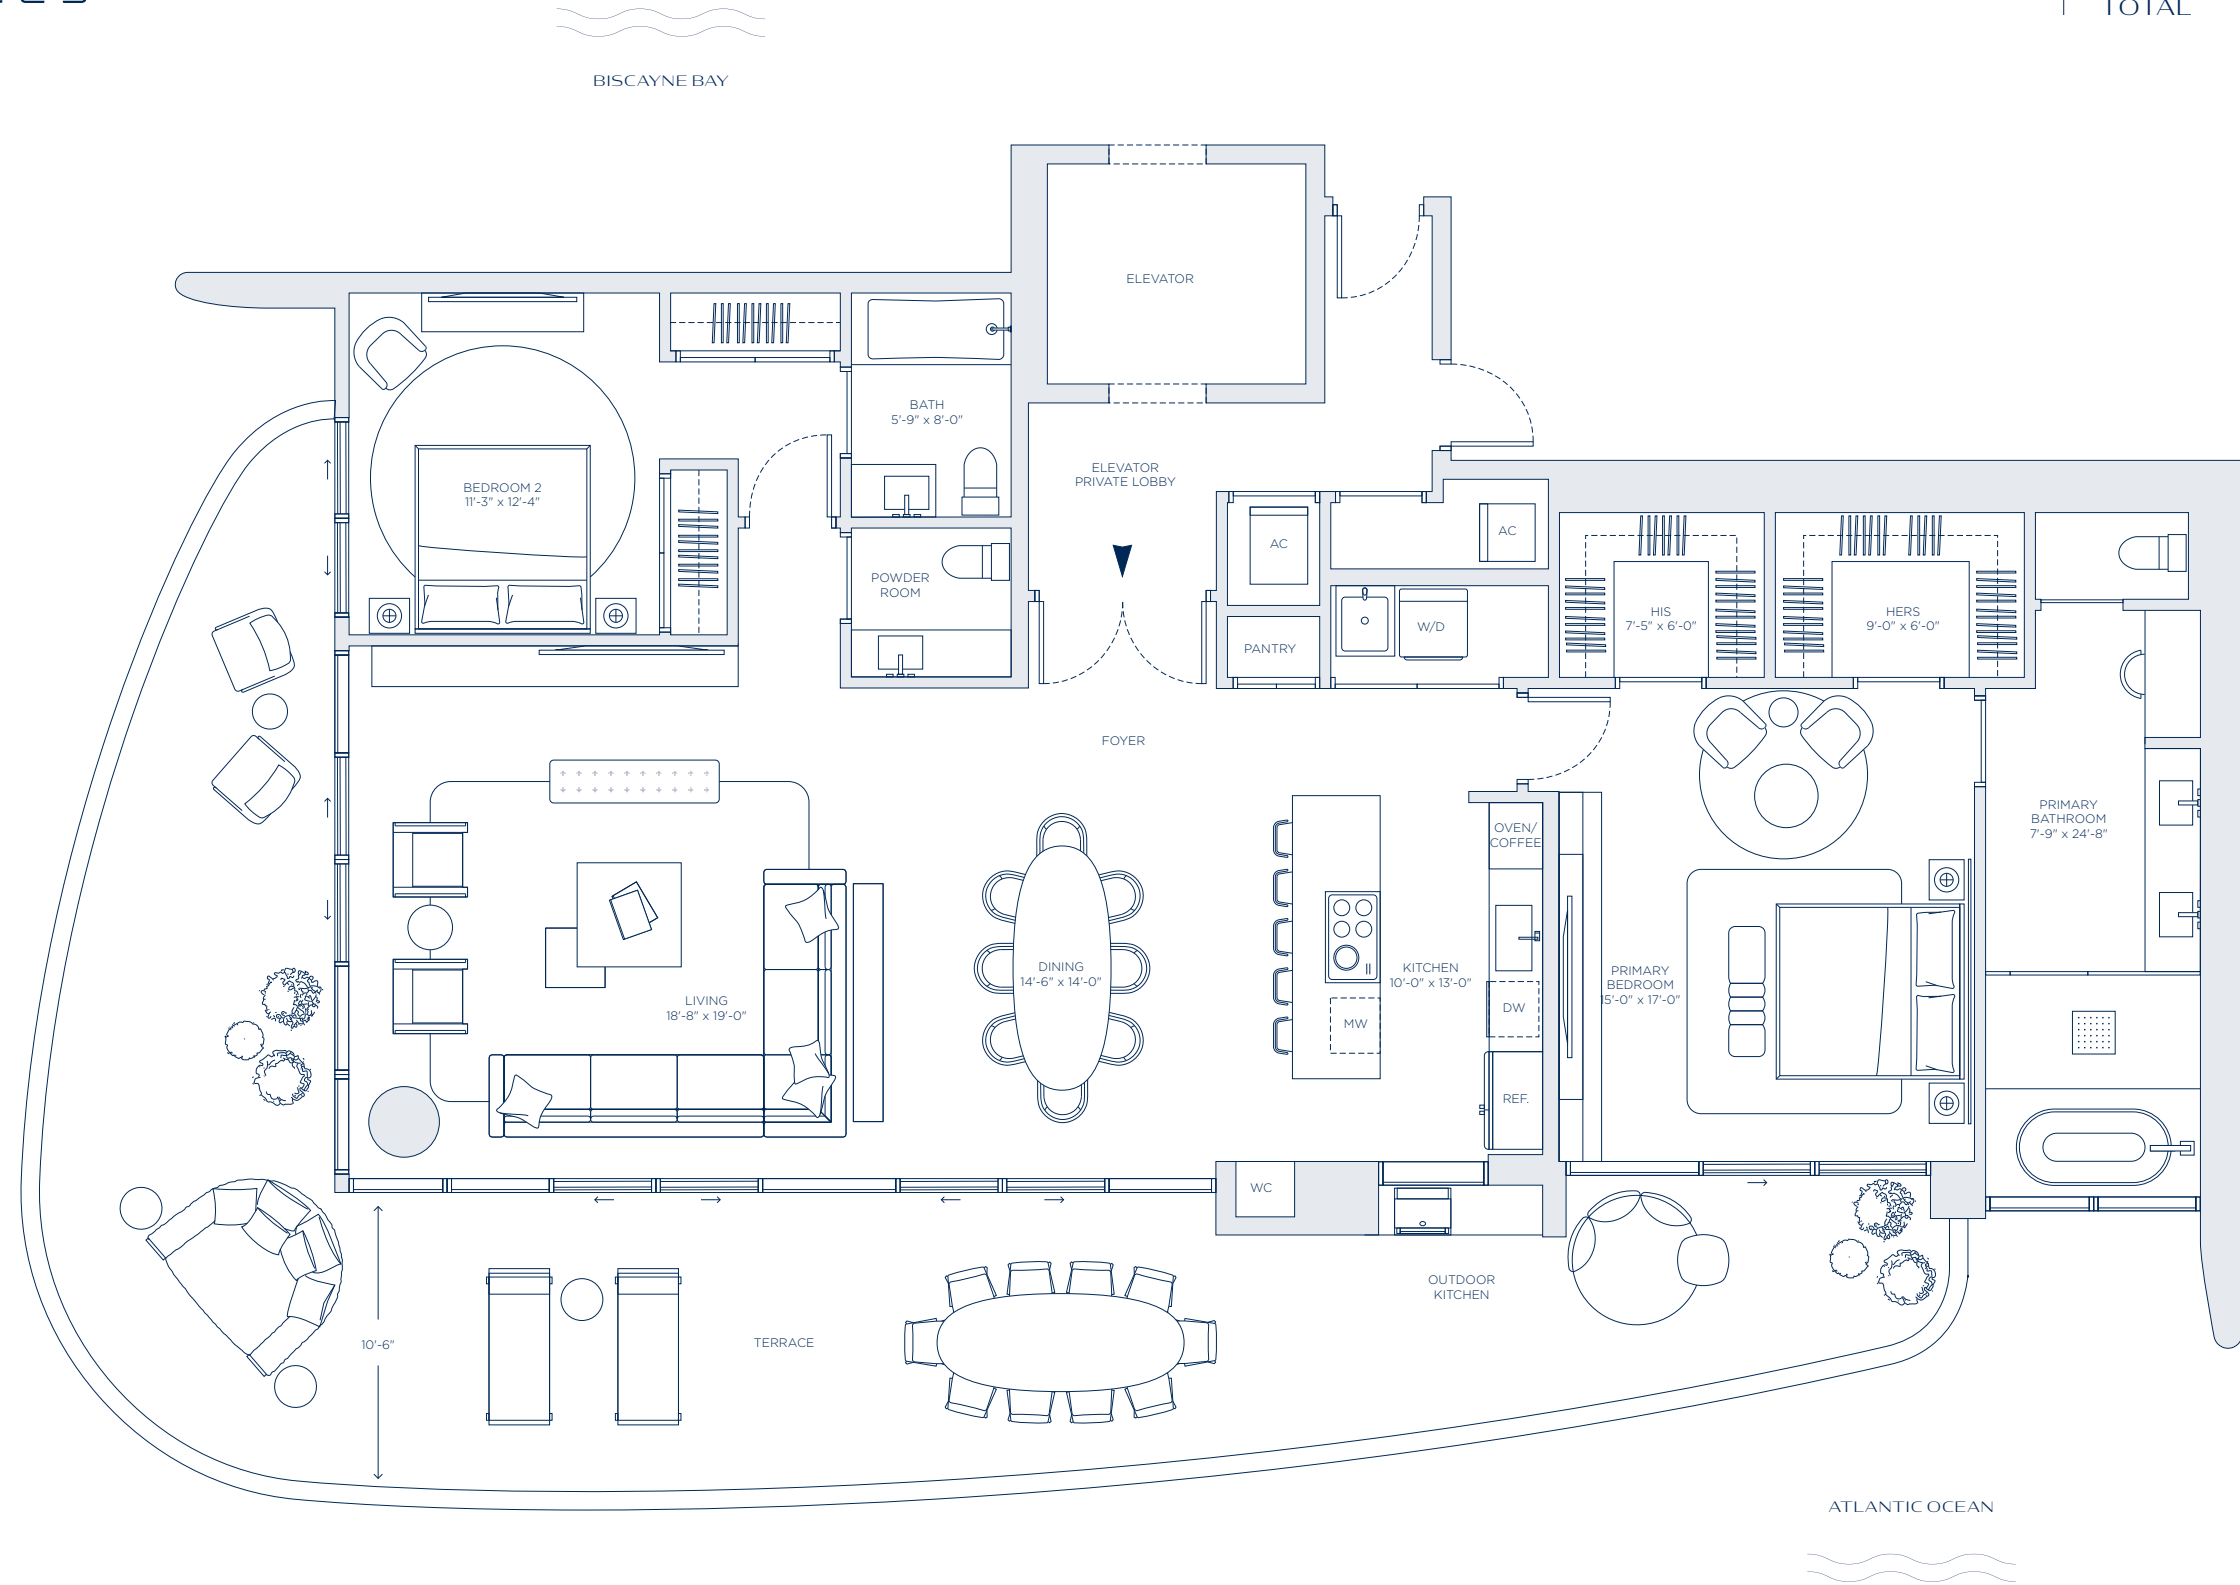 TOTAL
BISCAYNE BAY
ELEVATOR
BATH
5'-9" x 8'-0"
ELEVATOR
PRIVATE LOBBY
BEDROOM 2
11'-3" x 12'-4"
AC
AC
POWDER
ROOM
PANTRY
W/D
HIS
7'-5" x 6'-0"
HERS
9'-0" x 6'-0"
FOYER
OVEN/
COFFEE
PRIMARY
BATHROOM
7'-9" x 24'-8"
LIVING
18'-8" x 19'-0"
DINING
14'-6" x 14'-0"
KITCHEN
10'-0" x 13'-0"
MW
DW
PRIMARY
BEDROOM
15'-0" x 17'-0"
REF.
WC
OUTDOOR
KITCHEN
10'-6"
TERRACE
ATLANTIC OCEAN